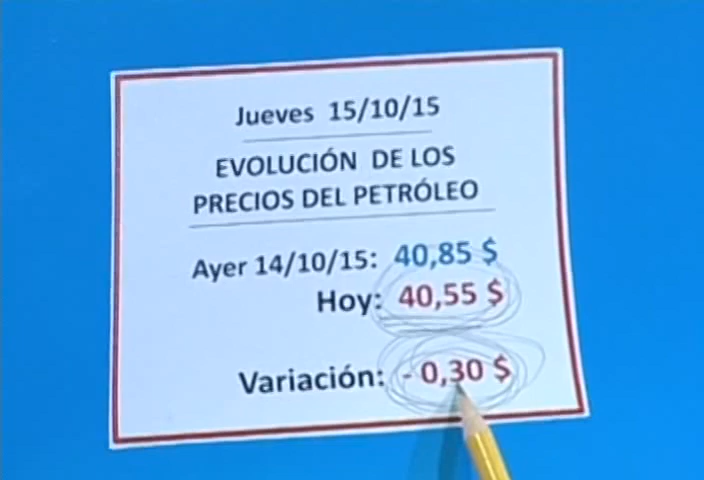 Jueves 15/10/15
EVOLUCIÓN DE LOS
PRECIOS DEL PETRÓLEO
Ayer 14/10/15: 40,85 $
Hoy: 40,55 $
Variación: - 0,30 $